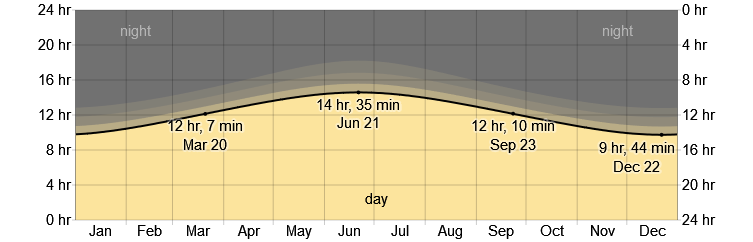 24 hr
0 hr
night
night
20 hr
4 hr
16 hr
8 hr
14 hr, 35 min
Jun 21
12 hr
12 hr
12 hr, 7 min
Mar 20
12 hr, 10 min
Sep 23
8 hr
16 hr
9 hr, 44 min
Dec 22
4 hr
20 hr
day
0 hr
24 hr
Jan Feb Mar Apr May Jun Jul Aug Sep Oct Nov Dec